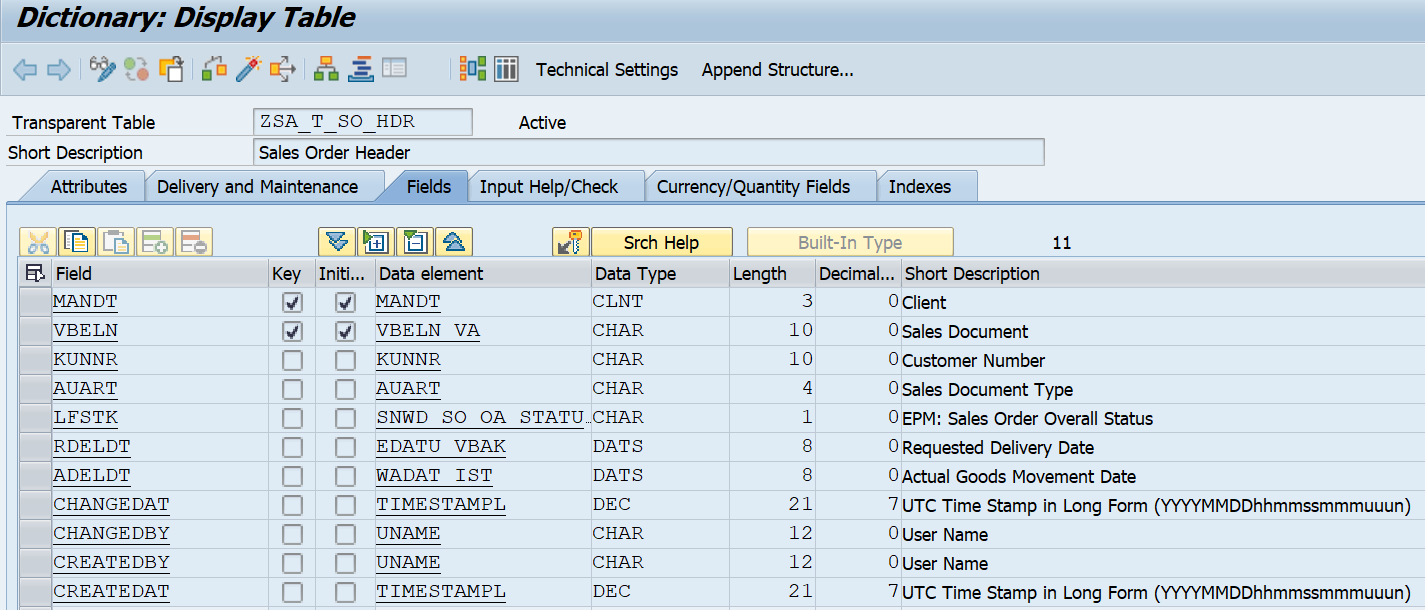 Dictionary: Display Table
Technical Settings Append Structure...
Transparent Table ZSA_T_SO_HDR Active
Short Description Sales Order Header
Attributes Delivery and Maintenance Fields Input Help/Check Currency/Quantity Fields Indexes
Srch Help Built-In Type 11
Field Key Initi... Data element Data Type Length Decimal... Short Description
MANDT MANDT CLNT 3 0 Client
VBELN VBELN_VA CHAR 10 0 Sales Document
KUNNR KUNNR CHAR 10 0 Customer Number
AUART AUART CHAR 4 0 Sales Document Type
LFSTK SNWD_SO_OA_STATU... CHAR 1 0 EPM: Sales Order Overall Status
RDELDT EDATU_VBAK DATS 8 0 Requested Delivery Date
ADELDT WADAT_IST DATS 8 0 Actual Goods Movement Date
CHANGEDAT TIMESTAMPL DEC 21 7 UTC Time Stamp in Long Form (YYYYMMDDhhmmssmmmuuun)
CHANGEDBY UNAME CHAR 12 0 User Name
CREATEDBY UNAME CHAR 12 0 User Name
CREATEDAT TIMESTAMPL DEC 21 7 UTC Time Stamp in Long Form (YYYYMMDDhhmmssmmmuuun)